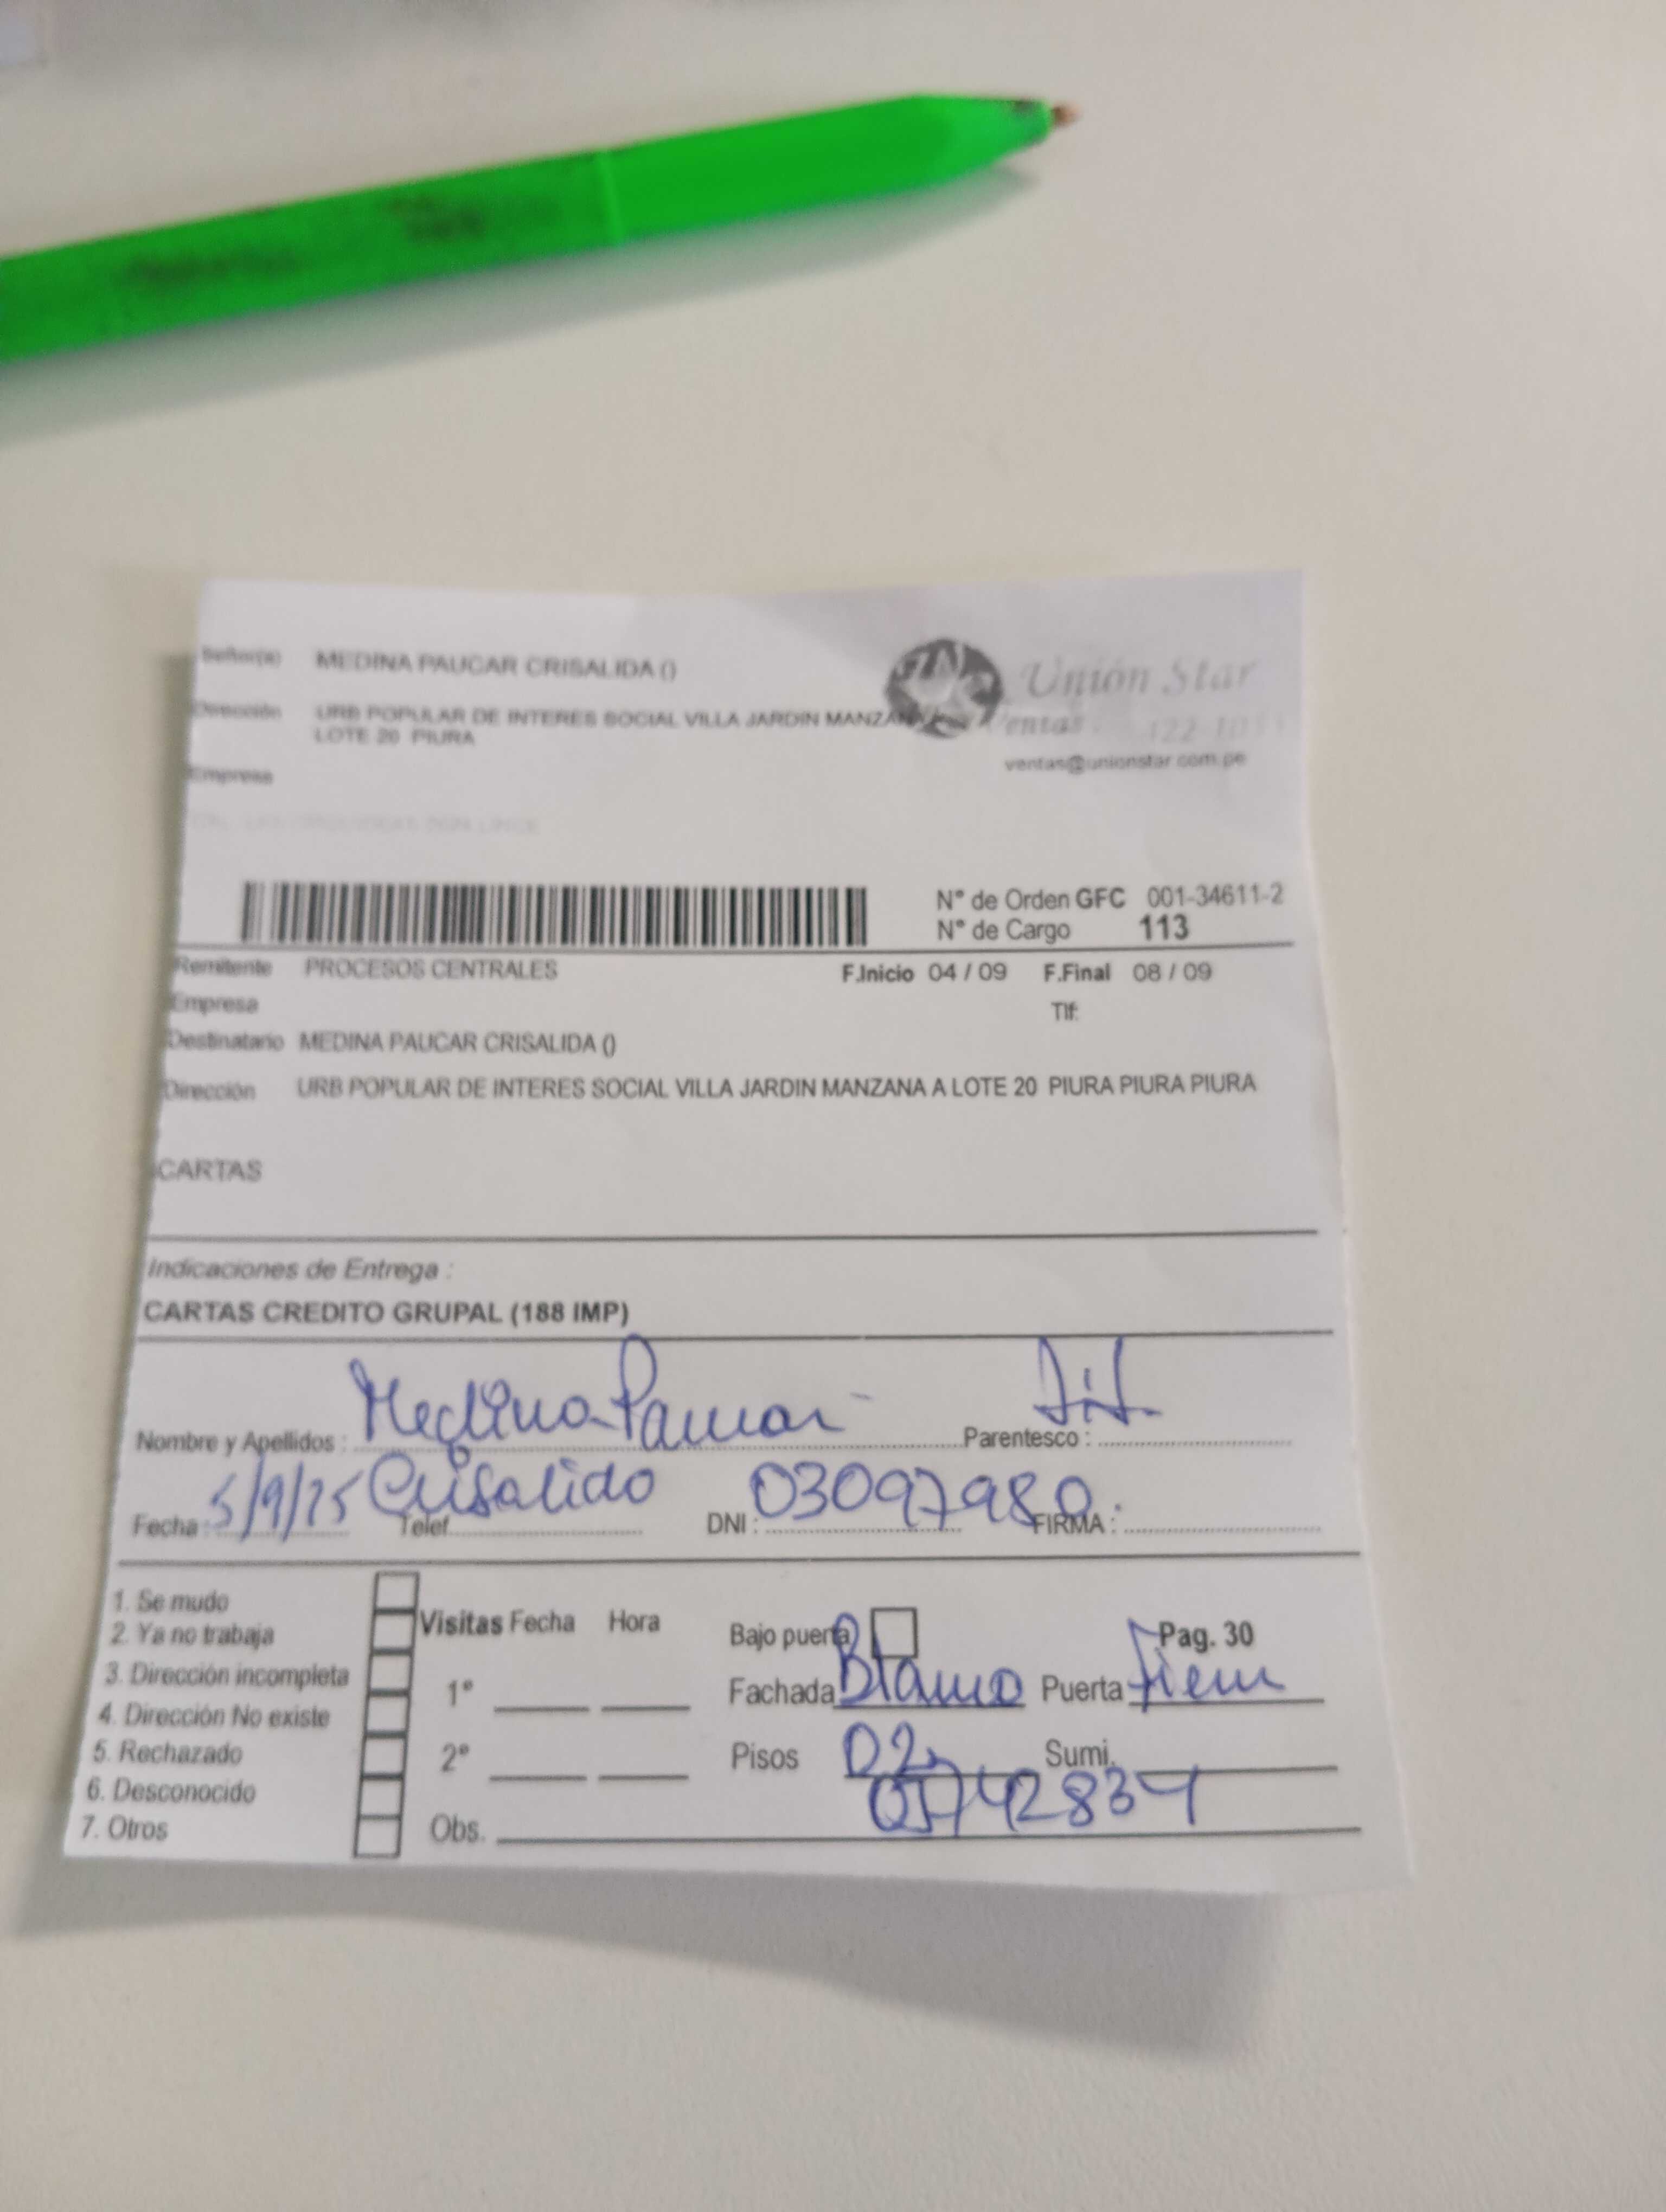 Señor(a) MEDINA PAUCAR CRISALIDA ()
Unión Star
Dirección URB POPULAR DE INTERES SOCIAL VILLA JARDIN MANZANA
LOTE 20 PIURA
Ventas:
ventas@unionstar.com.pe
Empresa
N° de Orden GFC 001-34611-2
N° de Cargo 113
Remitente PROCESOS CENTRALES F.Inicio 04 / 09 F.Final 08 / 09
Empresa Tlf:
Destinatario MEDINA PAUCAR CRISALIDA ()
Dirección URB POPULAR DE INTERES SOCIAL VILLA JARDIN MANZANA A LOTE 20 PIURA PIURA PIURA
CARTAS
Indicaciones de Entrega :
CARTAS CREDITO GRUPAL (188 IMP)
Nombre y Apellidos : Medina Paucar Parentesco : Tit.
Fecha : 5/9/25 Crisalida Telef. DNI : 03097980 FIRMA :
1. Se mudo
2. Ya no trabaja
3. Dirección incompleta
4. Dirección No existe
5. Rechazado
6. Desconocido
7. Otros
Visitas Fecha Hora
1°
2°
Obs.
Bajo puerta Pag. 30
Fachada Blanco Puerta Fierro
Pisos 02 Sumi.